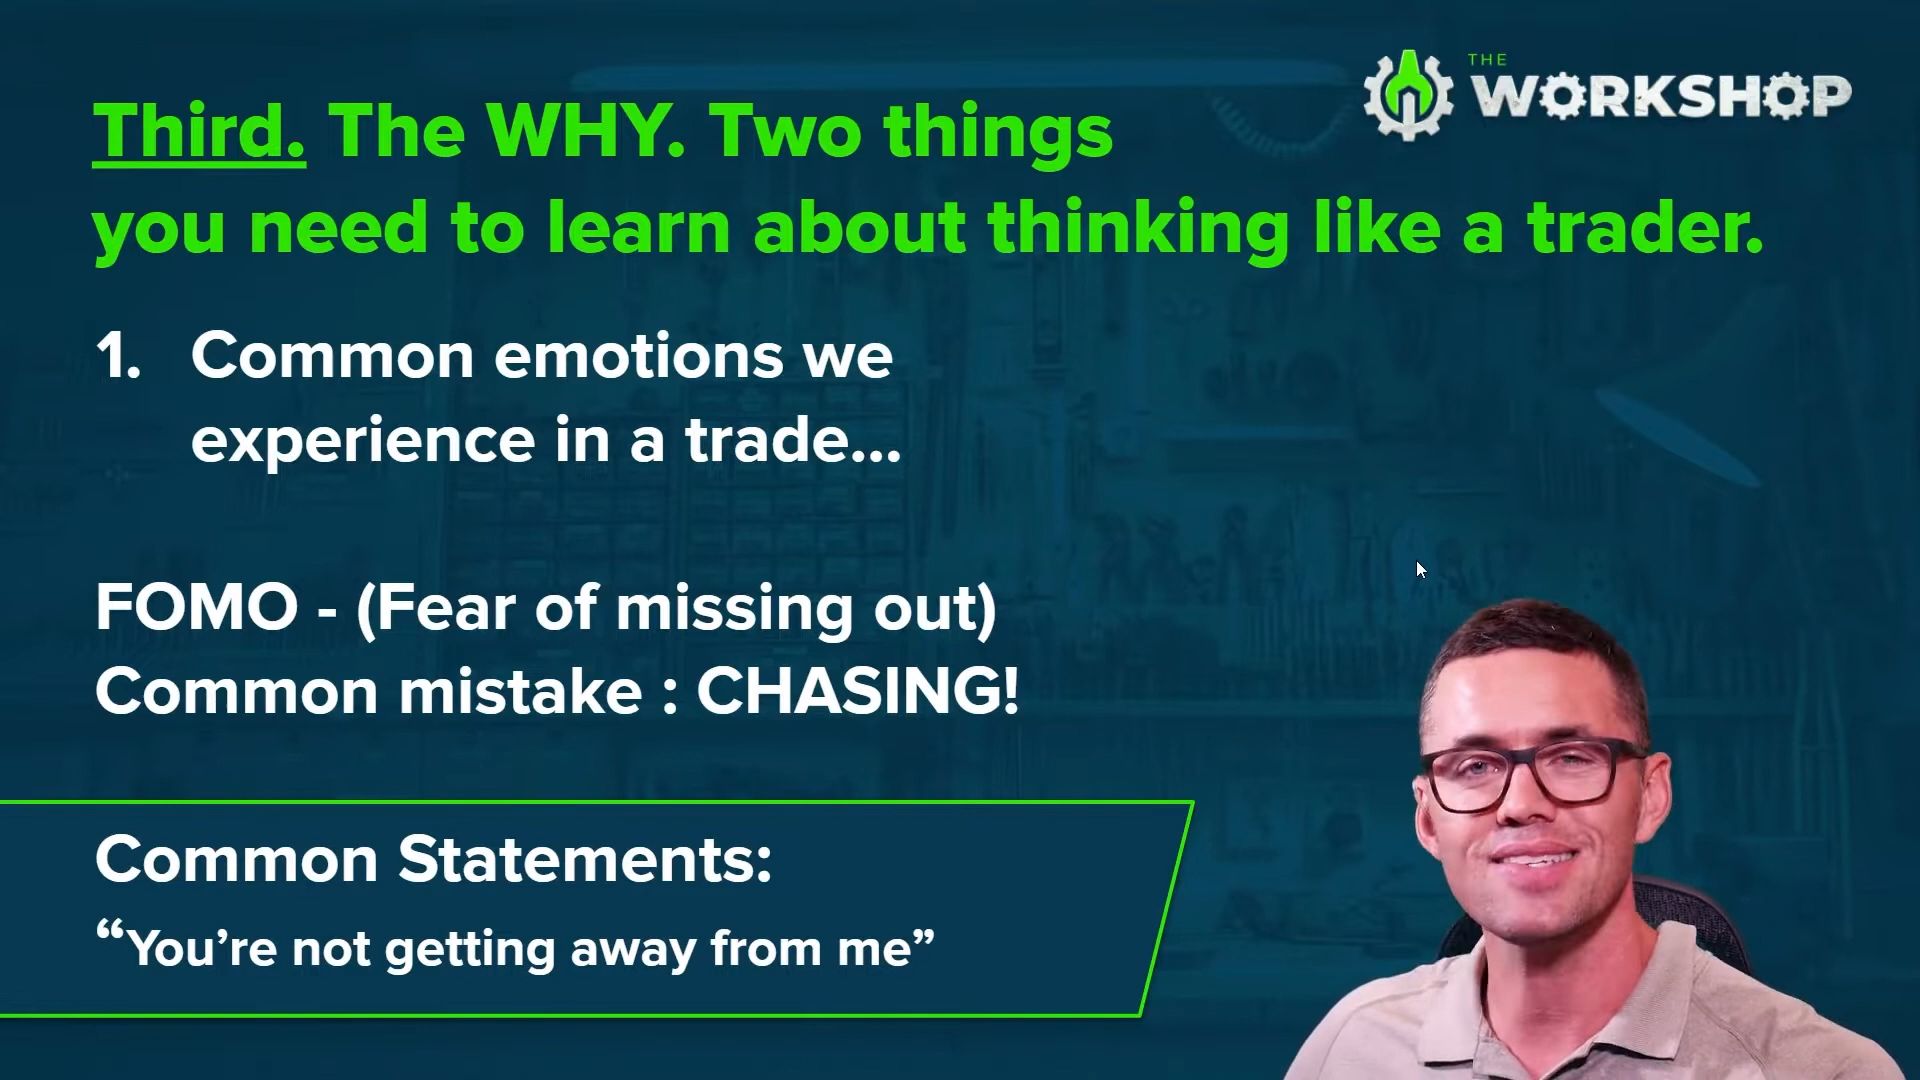 THE
WORKSHOP
Third. The WHY. Two things
you need to learn about thinking like a trader.
1. Common emotions we
experience in a trade...
FOMO - (Fear of missing out)
Common mistake : CHASING!
Common Statements:
“You’re not getting away from me”